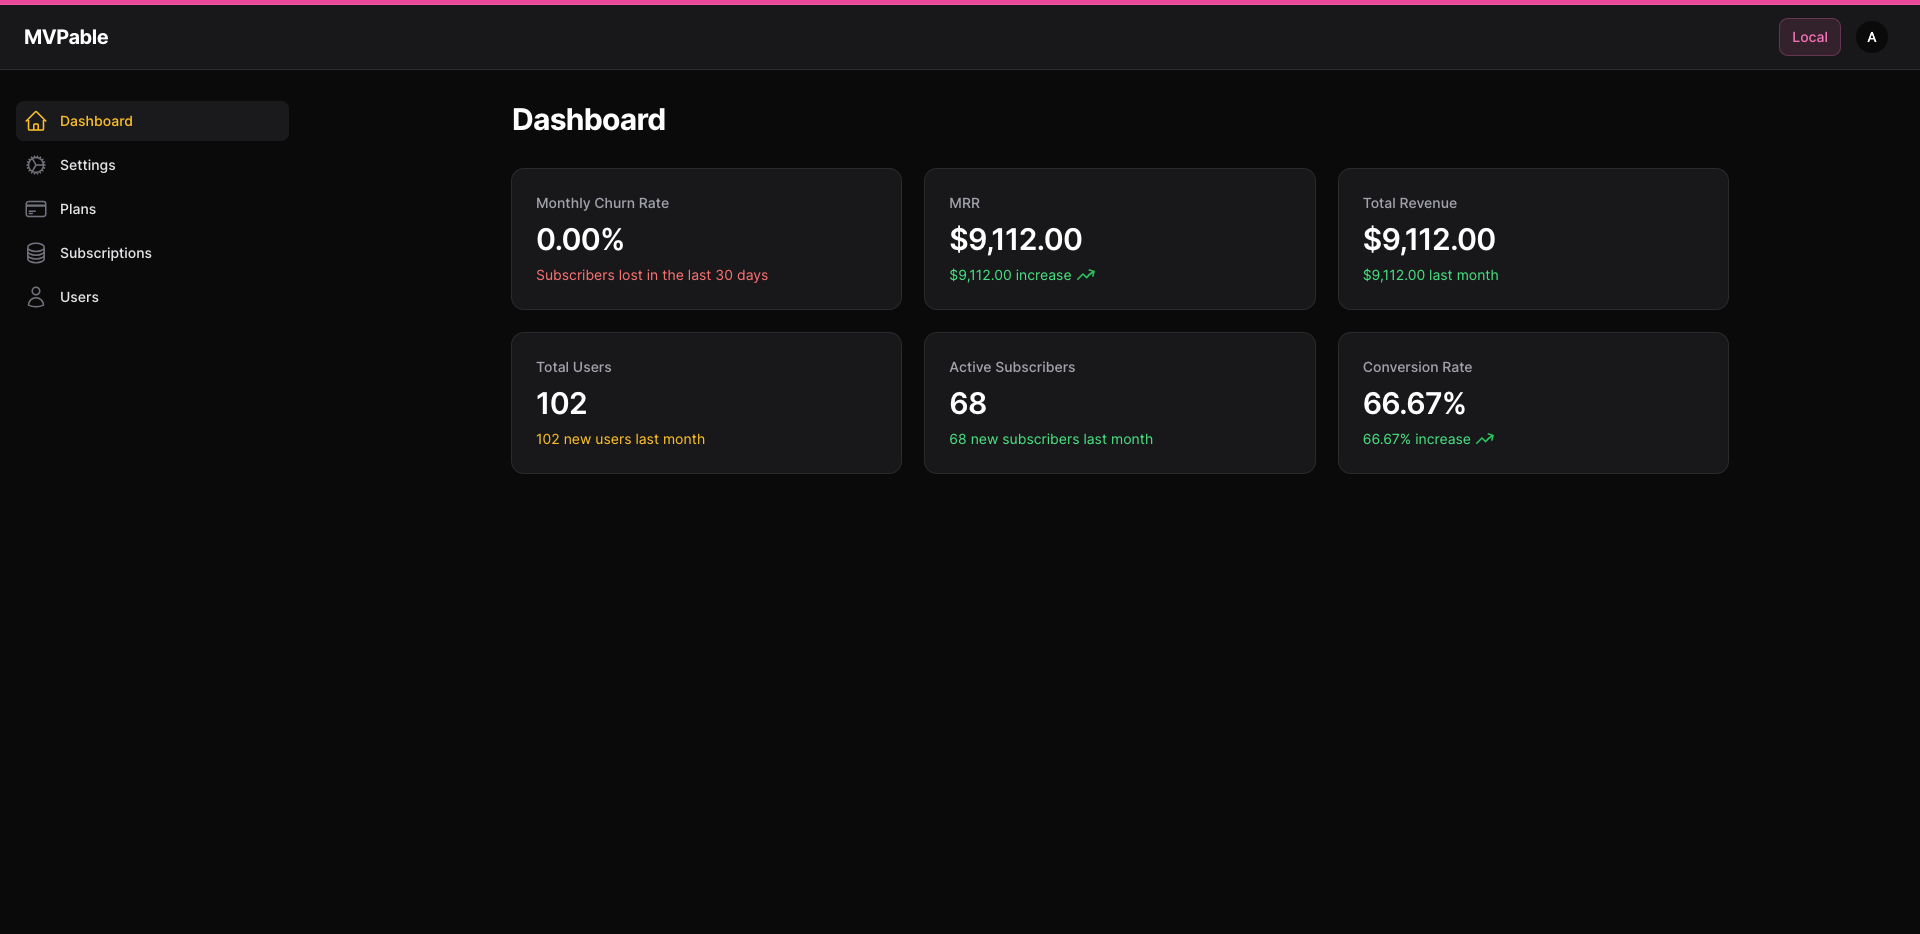 MVPable
Local
A
Dashboard
Settings
Plans
Subscriptions
Users
Dashboard
Monthly Churn Rate
0.00%
Subscribers lost in the last 30 days
MRR
$9,112.00
$9,112.00 increase
Total Revenue
$9,112.00
$9,112.00 last month
Total Users
102
102 new users last month
Active Subscribers
68
68 new subscribers last month
Conversion Rate
66.67%
66.67% increase